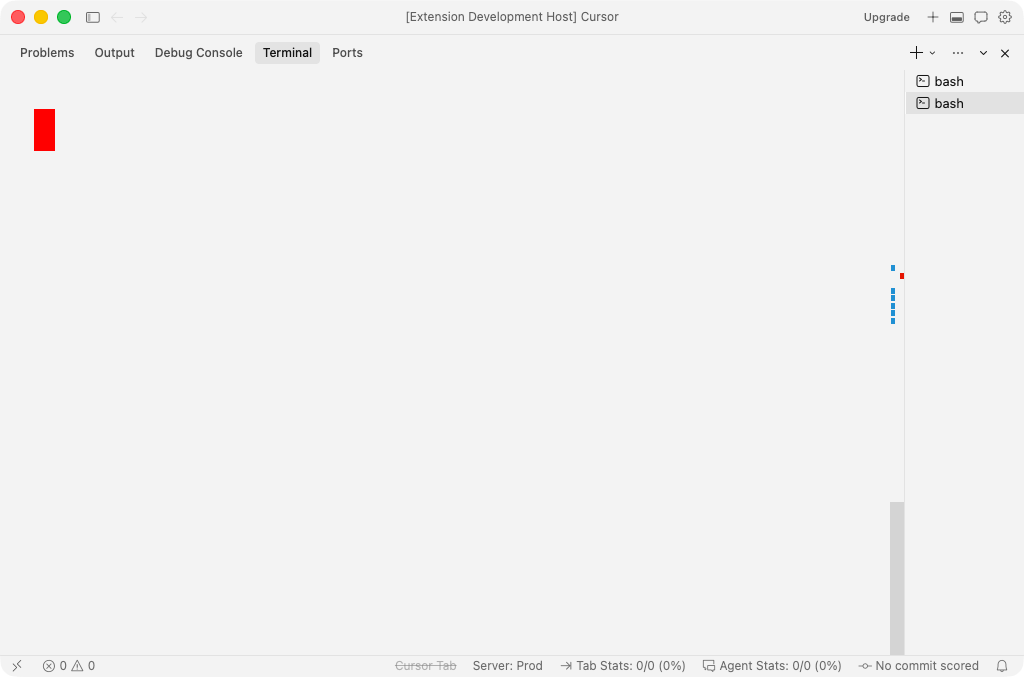 [Extension Development Host] Cursor
Upgrade
Problems Output Debug Console Terminal Ports
bash
bash
0 0
Cursor Tab Server: Prod Tab Stats: 0/0 (0%) Agent Stats: 0/0 (0%) No commit scored